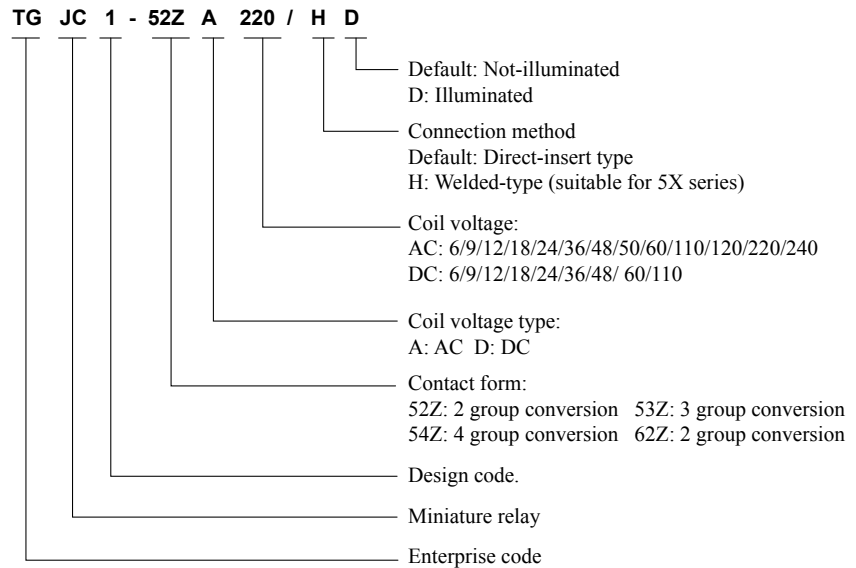 TG JC 1 - 52Z A 220 / H D
Default: Not-illuminated
D: Illuminated
Connection method
Default: Direct-insert type
H: Welded-type (suitable for 5X series)
Coil voltage:
AC: 6/9/12/18/24/36/48/50/60/110/120/220/240
DC: 6/9/12/18/24/36/48/ 60/110
Coil voltage type:
A: AC D: DC
Contact form:
52Z: 2 group conversion 53Z: 3 group conversion
54Z: 4 group conversion 62Z: 2 group conversion
Design code.
Miniature relay
Enterprise code